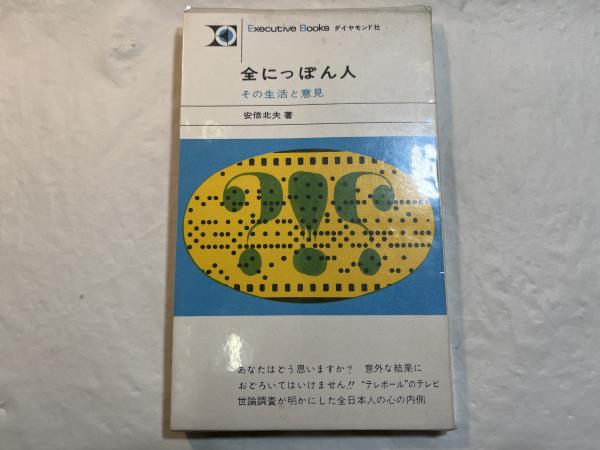 Executive Books ダイヤモンド社
全にっぽん人
その生活と意見
安倍北夫 著
あなたはどう思いますか? 意外な結果に
おどろいてはいけません!! “テレポール”のテレビ
世論調査が明かにした全日本人の心の内側